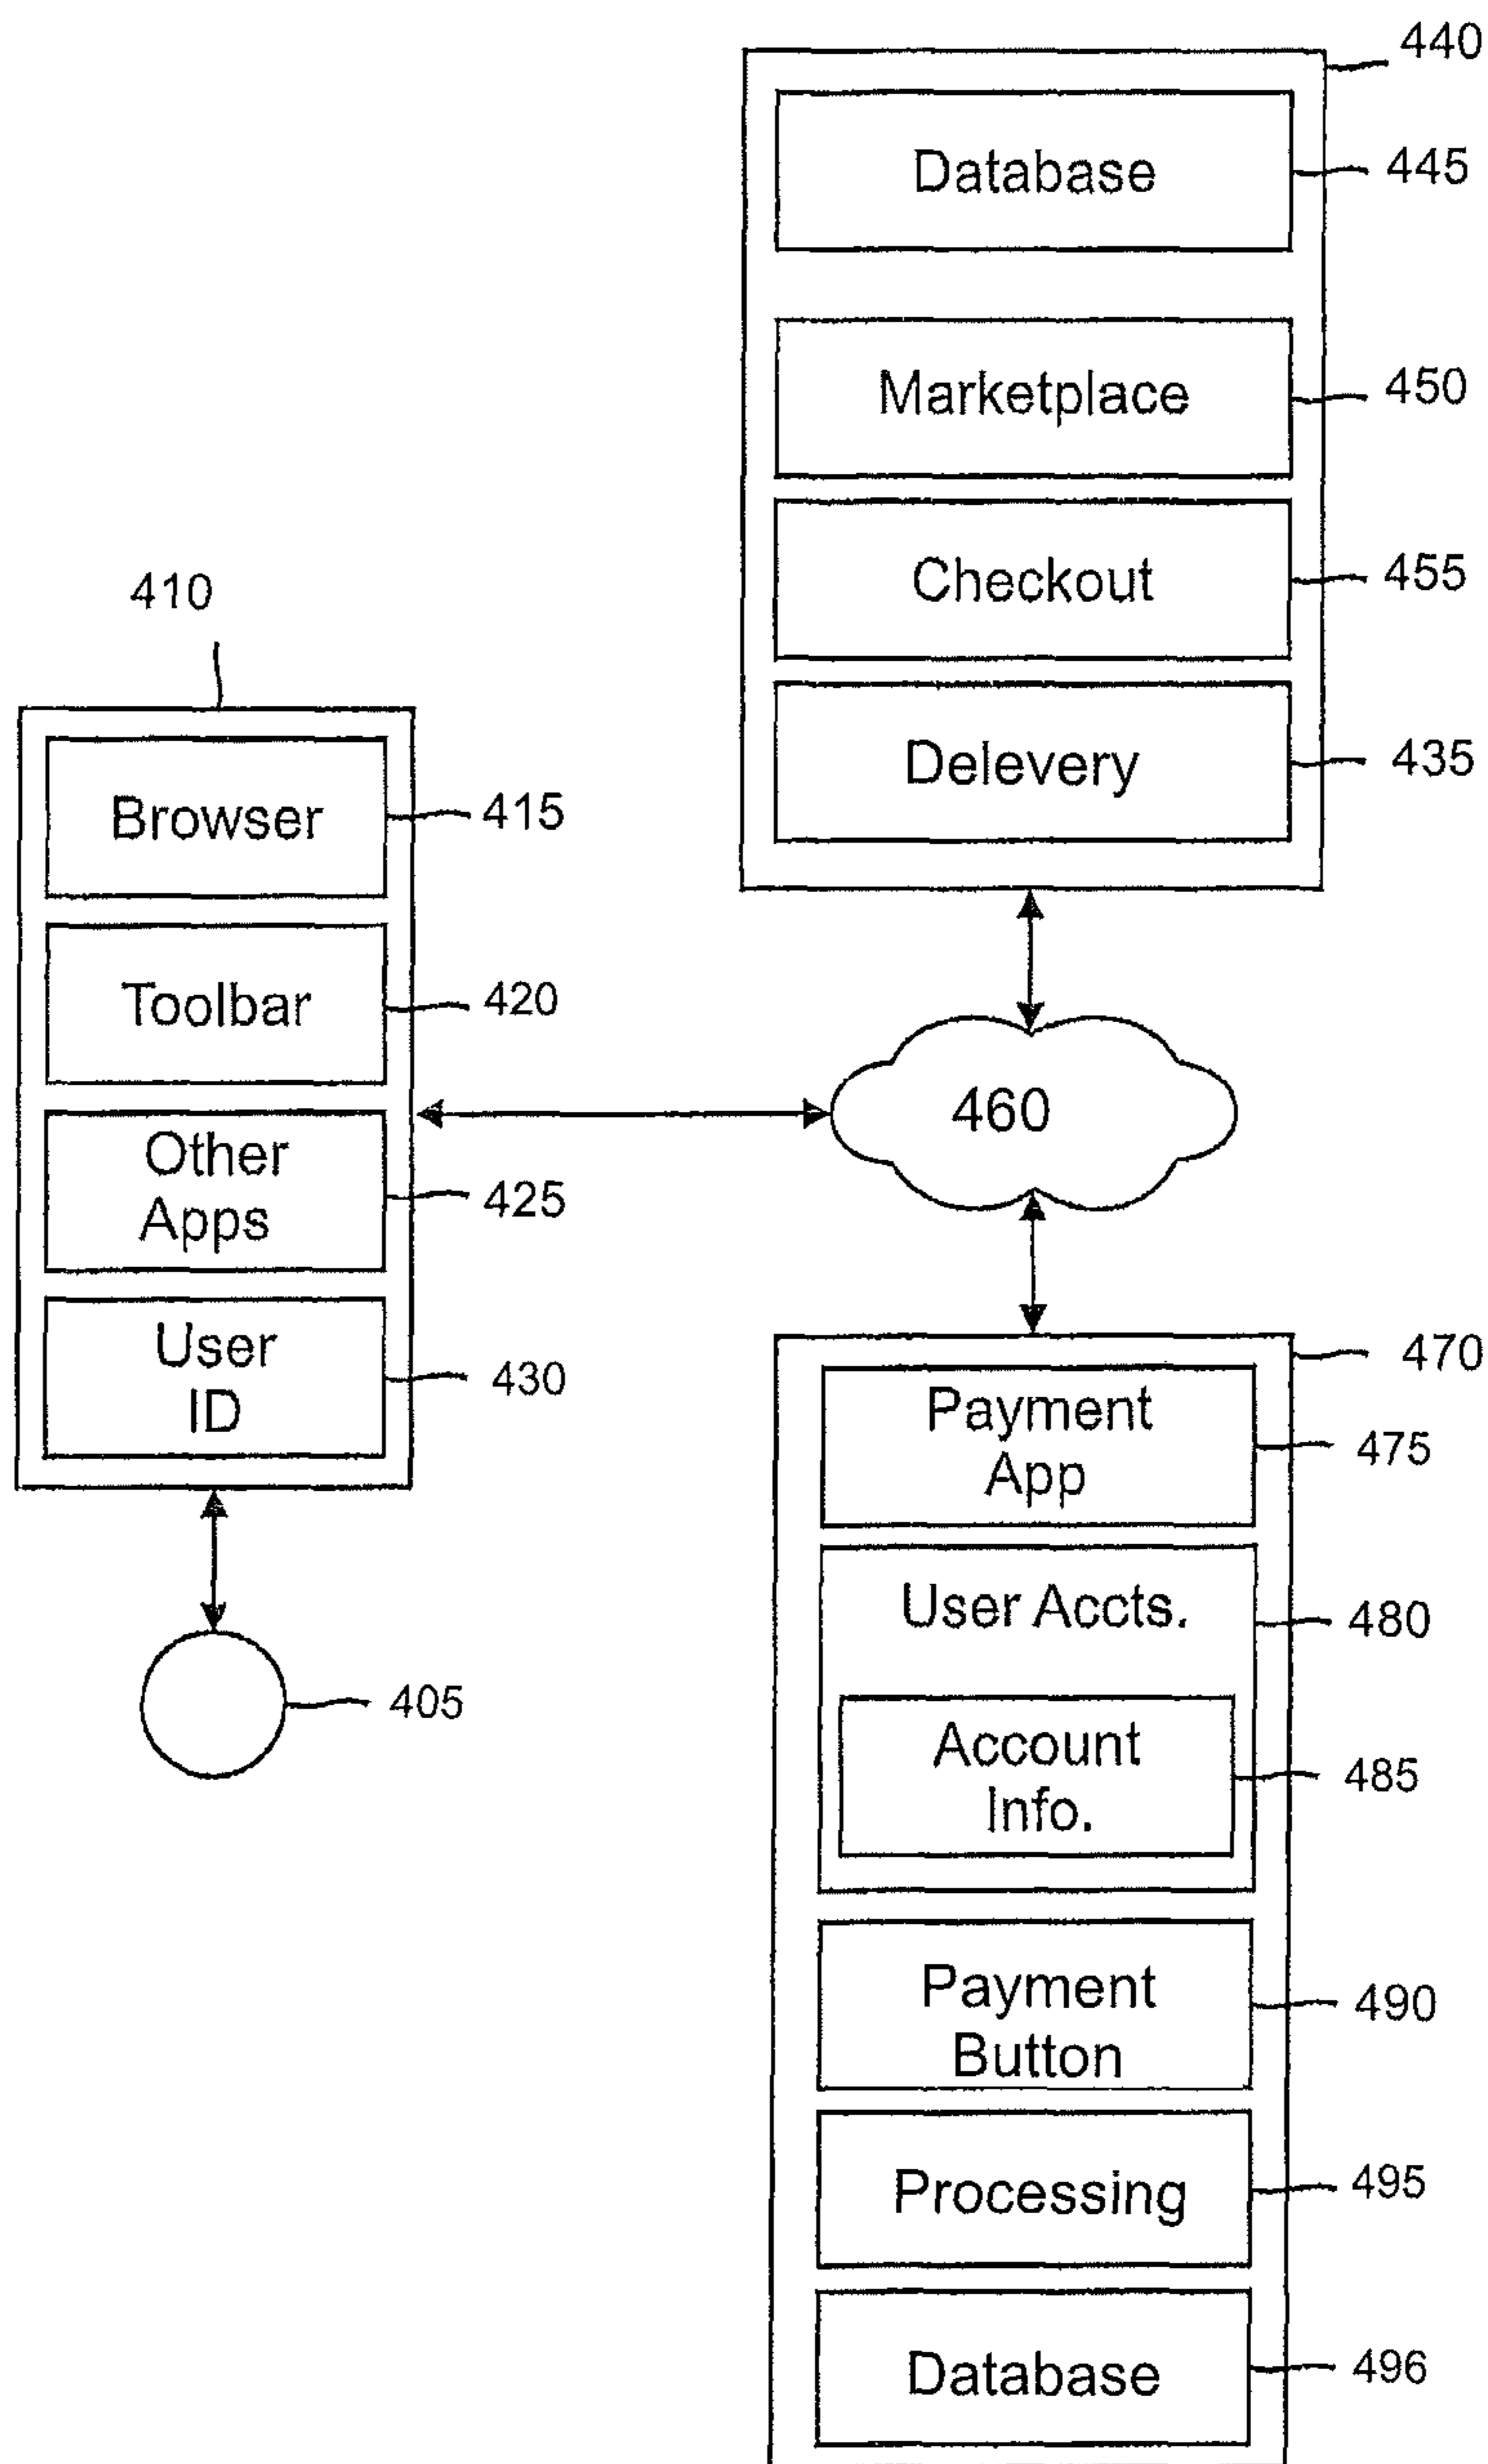 440
Database
445
Marketplace
450
Checkout
455
Delevery
435
410
Browser
415
Toolbar
420
Other
Apps
425
User
ID
430
405
460
470
Payment
App
475
User Accts.
480
Account
Info.
485
Payment
Button
490
Processing
495
Database
496